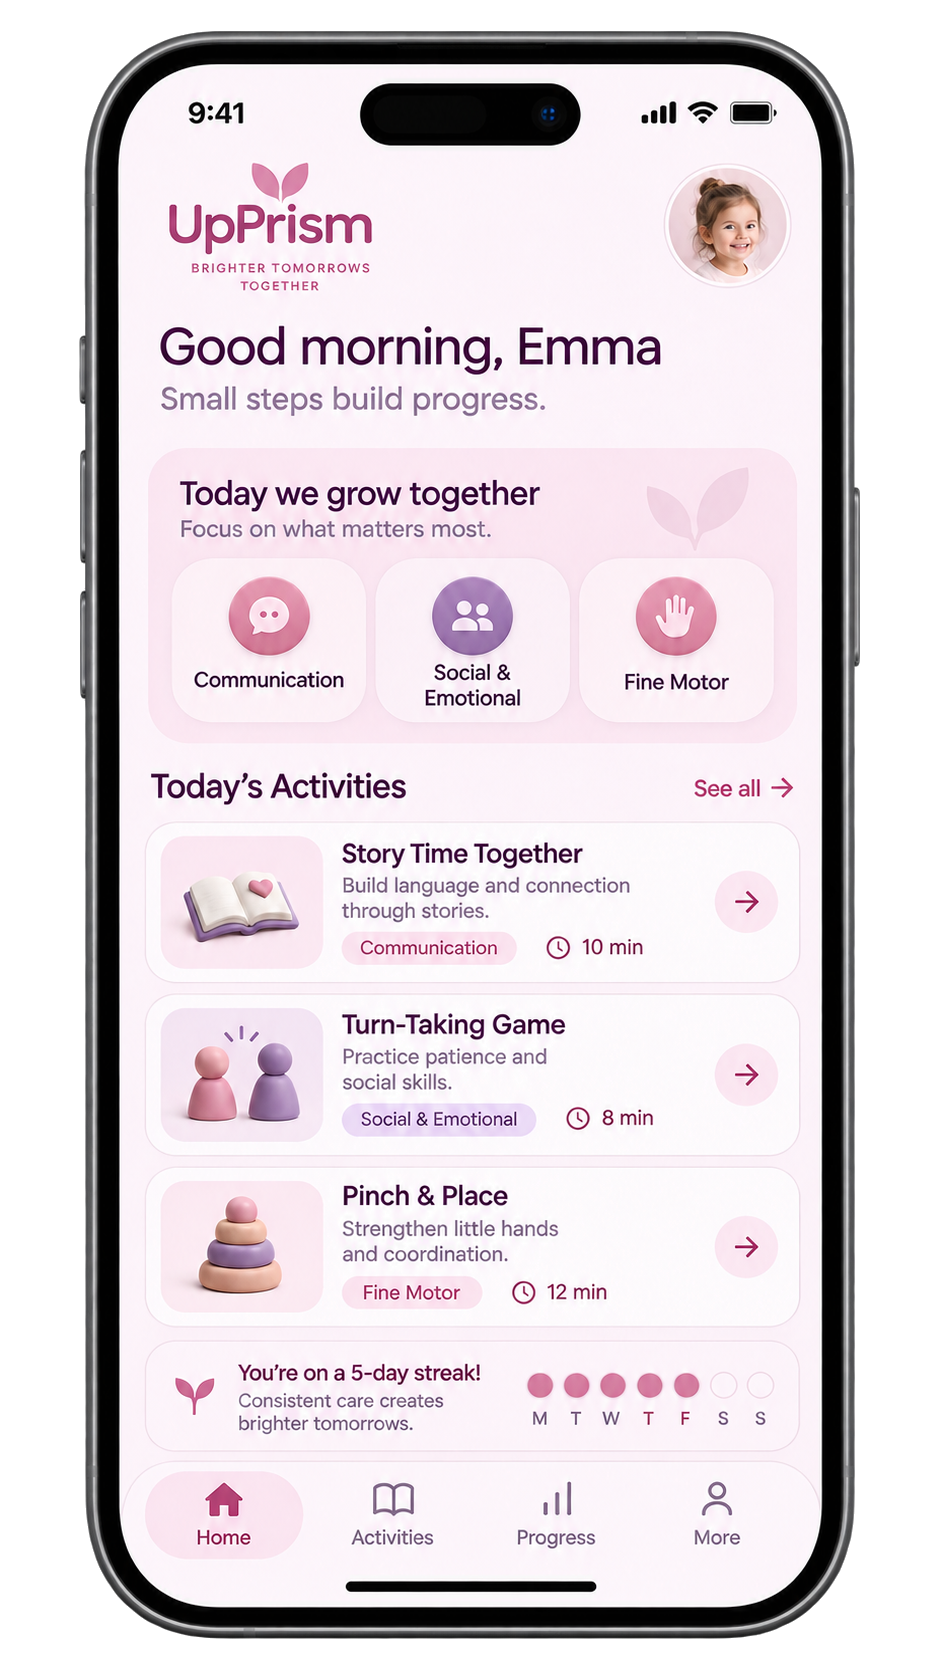 9:41
UpPrism
BRIGHTER TOMORROWS
TOGETHER
Good morning, Emma
Small steps build progress.
Today we grow together
Focus on what matters most.
Communication
Social &
Emotional
Fine Motor
Today's Activities
See all →
Story Time Together
Build language and connection
through stories.
Communication
10 min
Turn-Taking Game
Practice patience and
social skills.
Social & Emotional
8 min
Pinch & Place
Strengthen little hands
and coordination.
Fine Motor
12 min
You're on a 5-day streak!
Consistent care creates
brighter tomorrows.
M T W T F S S
Home
Activities
Progress
More